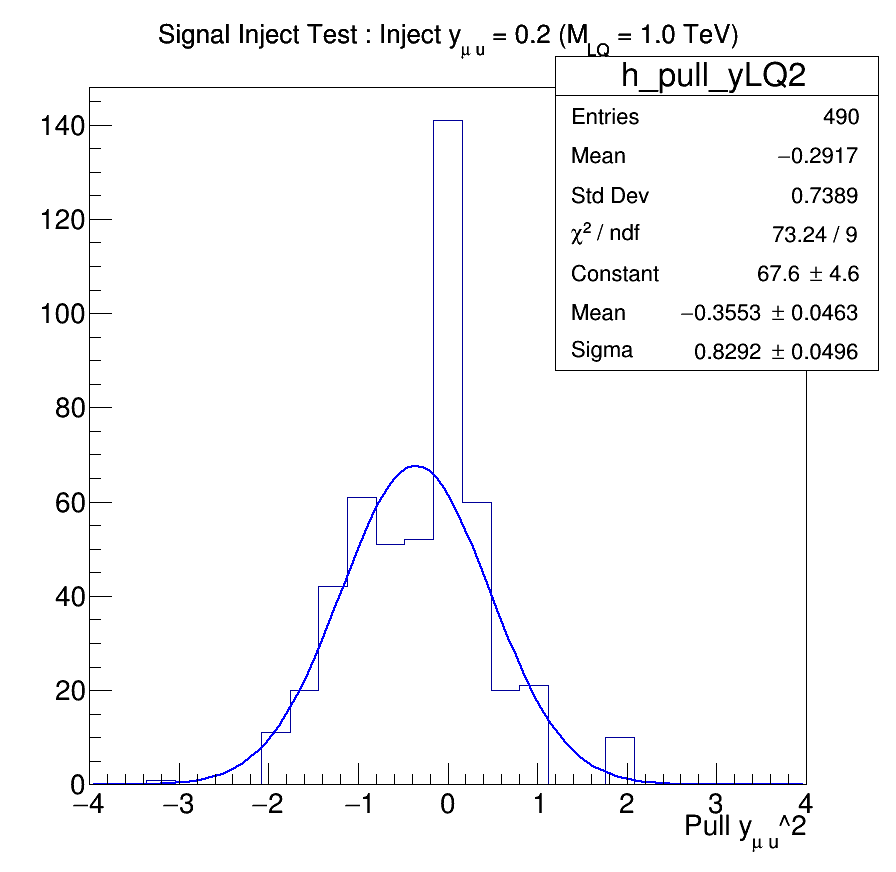 Signal Inject Test : Inject y_μ u = 0.2 (M_LQ = 1.0 TeV)
h_pull_yLQ2
Entries 490
Mean −0.2917
Std Dev 0.7389
χ² / ndf 73.24 / 9
Constant 67.6 ± 4.6
Mean −0.3553 ± 0.0463
Sigma 0.8292 ± 0.0496
140
120
100
80
60
40
20
0
−4 −3 −2 −1 0 1 2 3 4
Pull y_μ u^2